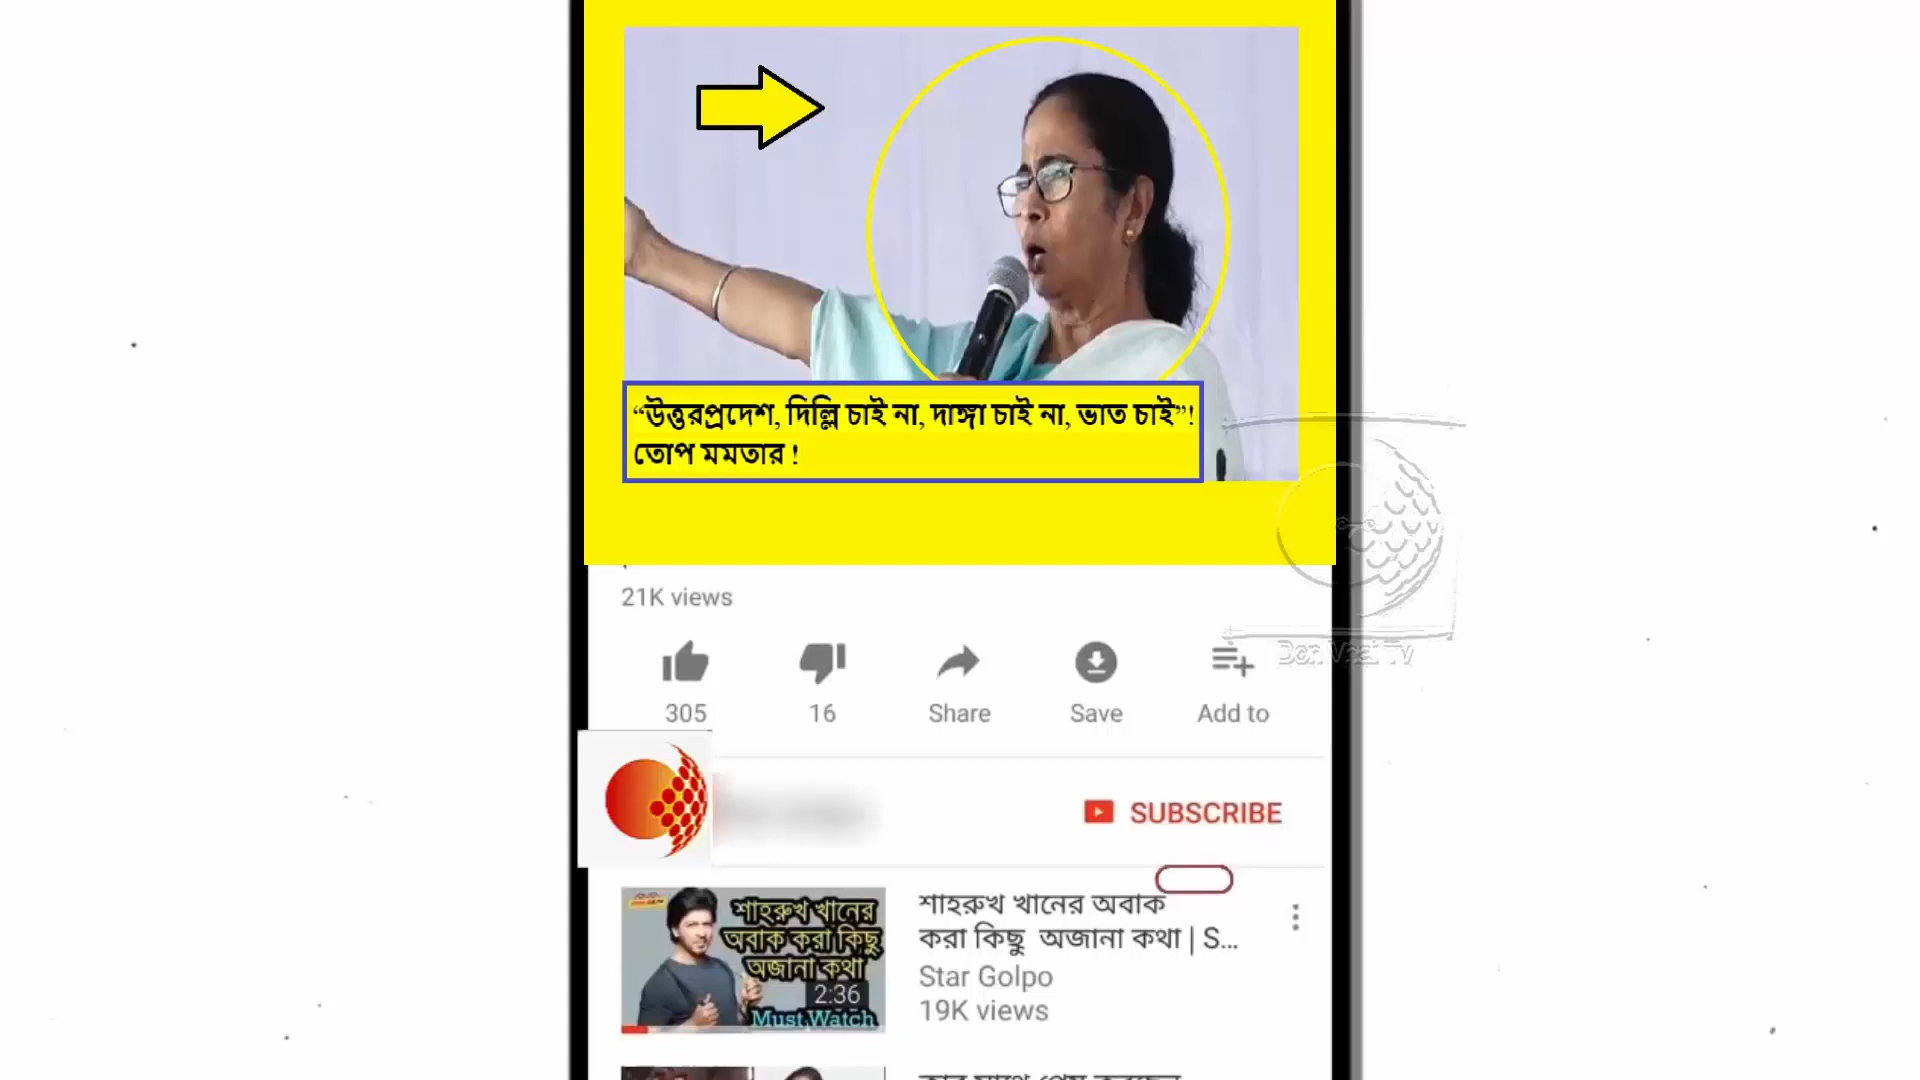 “উত্তরপ্রদেশ, দিল্লি চাই না, দাঙ্গা চাই না, ভাত চাই”!
তোপ মমতার !
21K views
305
16
Share
Save
Add to
SUBSCRIBE
শাহরুখ খানের
অবাক করা কিছু
অজানা কথা
2:36
Must Watch
শাহরুখ খানের অবাক
করা কিছু অজানা কথা | S...
Star Golpo
19K views